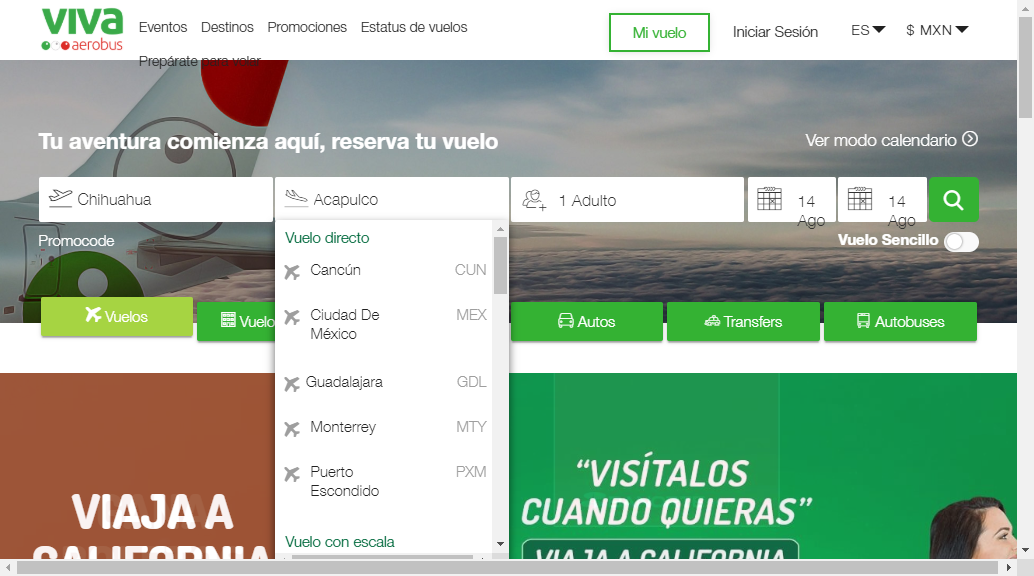 viva
aerobus
Eventos
Destinos
Promociones
Estatus de vuelos
Prepárate para volar
Mi vuelo
Iniciar Sesión
ES
$ MXN
Tu aventura comienza aquí, reserva tu vuelo
Ver modo calendario
Chihuahua
Acapulco
1 Adulto
14
Ago
14
Ago
Promocode
Vuelo Sencillo
Vuelo directo
Cancún CUN
Ciudad De MEX
México
Guadalajara GDL
Monterrey MTY
Puerto PXM
Escondido
Vuelo con escala
Vuelos
Vuelo
Autos
Transfers
Autobuses
VIAJA A
CALIFORNIA
“VISÍTALOS
CUANDO QUIERAS”
VIAJA A CALIFORNIA